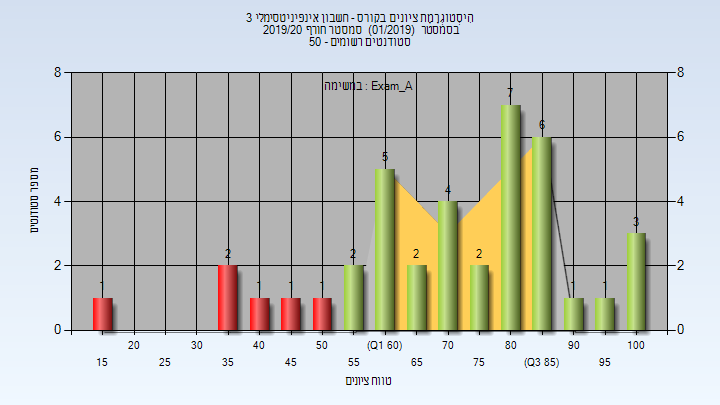 היסטוגרמת ציונים בקורס - חשבון אינפיניטסימלי 3
בסמסטר (01/2019) סמסטר חורף 2019/20
סטודנטים רשומים - 50
במשימה : Exam_A
8 8
6 6
4 4
2 2
0 0
מספר סטודנטים
1 2 1 1 1 2 5 2 4 2 7 6 1 1 3
20 30 40 50 (Q1 60) 70 80 90 100
15 25 35 45 55 65 75 (Q3 85) 95
טווח ציונים